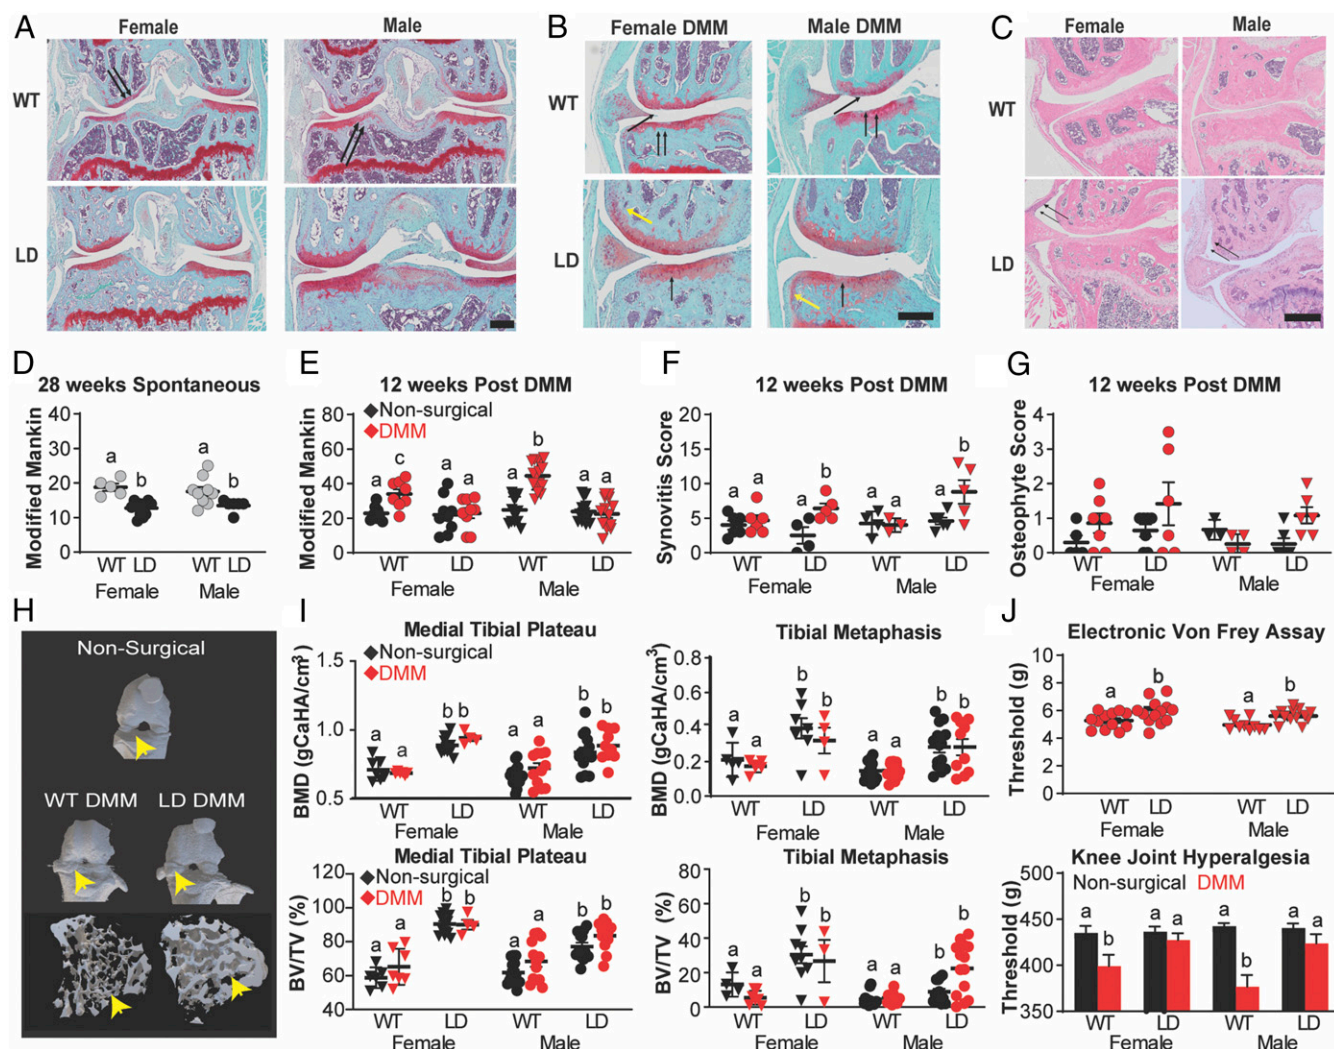 A
Female
Male
WT
LD
B
Female DMM
Male DMM
WT
LD
C
Female
Male
WT
LD
D
28 weeks Spontaneous
Modified Mankin
40
30
20
10
0
a
b
a
b
WT LD
WT LD
Female
Male
E
12 weeks Post DMM
Non-surgical
DMM
Modified Mankin
80
60
40
20
0
a
c
a
a
a
b
a
a
WT
LD
WT
LD
Female
Male
F
12 weeks Post DMM
Synovitis Score
20
15
10
5
0
a
a
a
b
a
a
a
b
WT
LD
WT
LD
Female
Male
G
12 weeks Post DMM
Osteophyte Score
4
3
2
1
0
WT
LD
WT
LD
Female
Male
H
Non-Surgical
WT DMM
LD DMM
I
Medial Tibial Plateau
Non-surgical
DMM
BMD (gCaHA/cm³)
1.5
1.0
0.5
a
a
b
b
a
a
b
b
WT
LD
WT
LD
Female
Male
Tibial Metaphasis
BMD (gCaHA/cm³)
0.8
0.6
0.4
0.2
0.0
a
a
b
b
a
a
b
b
WT
LD
WT
LD
Female
Male
Medial Tibial Plateau
Non-surgical
DMM
BV/TV (%)
120
100
80
60
40
a
a
b
b
a
a
b
b
WT
LD
WT
LD
Female
Male
Tibial Metaphasis
BV/TV (%)
80
60
40
20
0
a
a
b
b
a
a
b
b
WT
LD
WT
LD
Female
Male
J
Electronic Von Frey Assay
Threshold (g)
10
8
6
4
2
0
a
b
a
b
WT
LD
WT
LD
Female
Male
Knee Joint Hyperalgesia
Non-surgical DMM
Threshold (g)
500
450
400
350
a
b
a
a
a
b
a
a
WT
LD
WT
LD
Female
Male